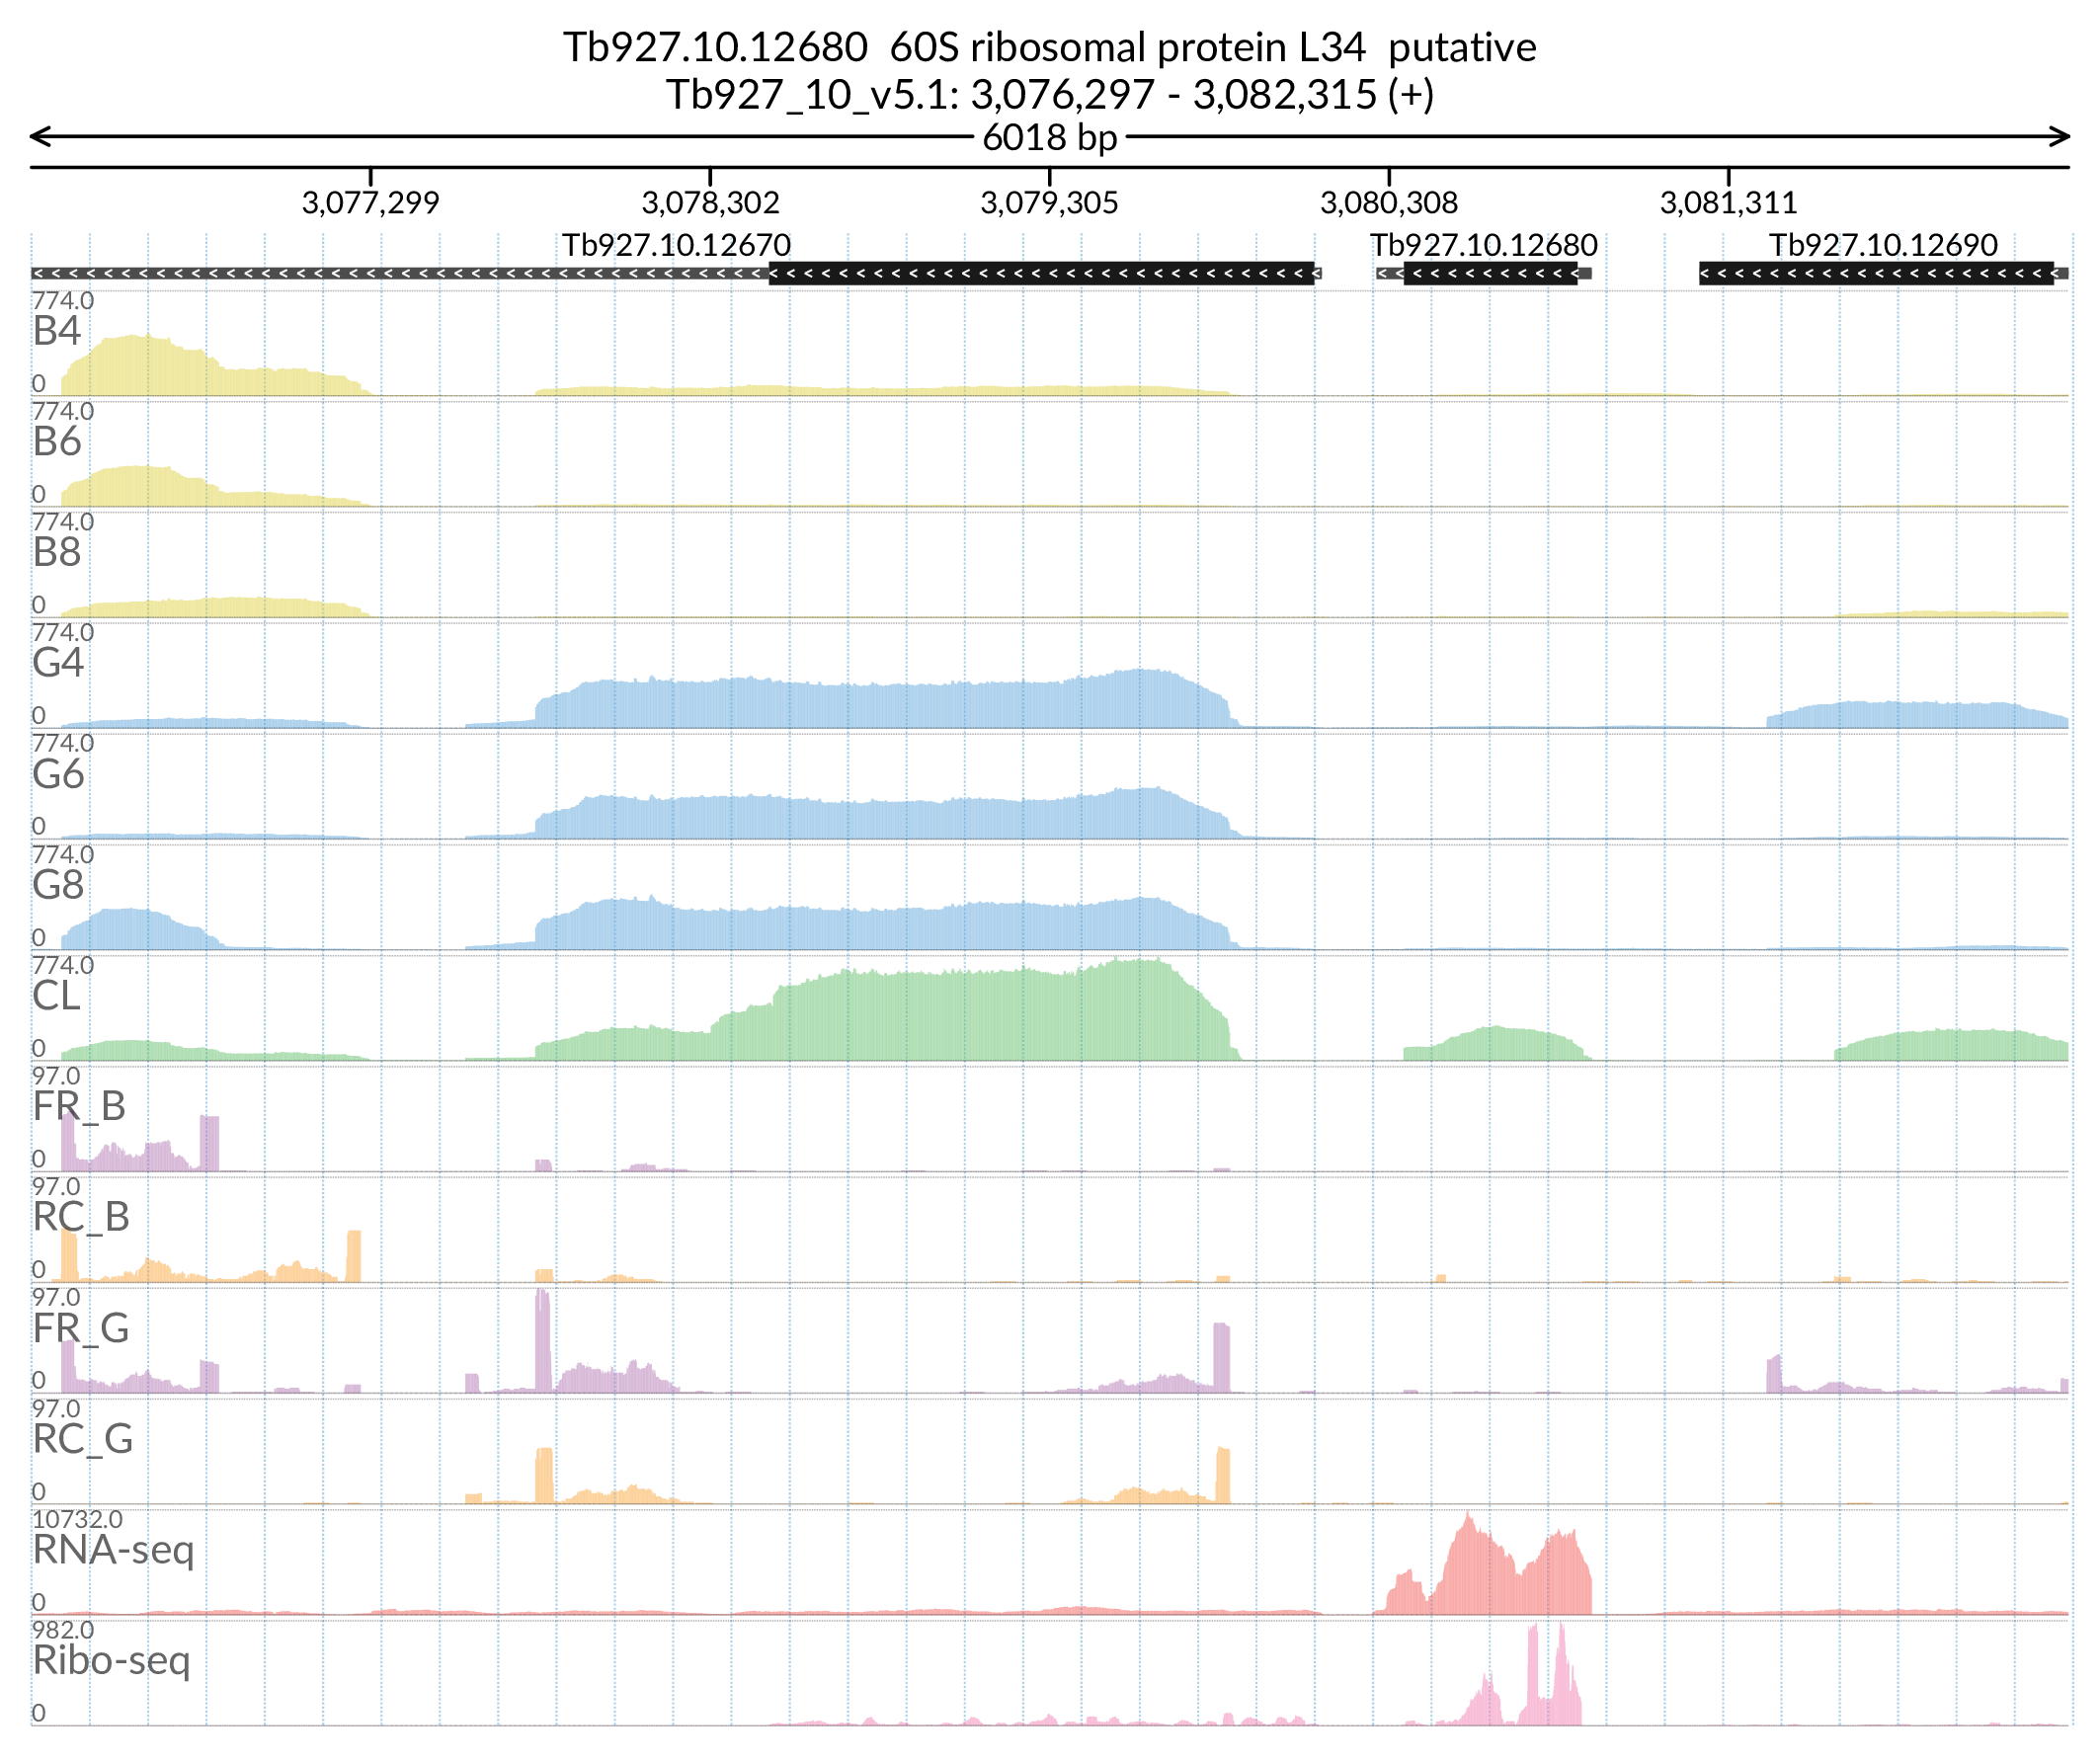 Tb927.10.12680 60S ribosomal protein L34 putative
Tb927_10_v5.1: 3,076,297 - 3,082,315 (+)
6018 bp
3,077,299 3,078,302 3,079,305 3,080,308 3,081,311
Tb927.10.12670 Tb927.10.12680 Tb927.10.12690
774.0
B4
0
774.0
B6
0
774.0
B8
0
774.0
G4
0
774.0
G6
0
774.0
G8
0
774.0
CL
0
97.0
FR_B
0
97.0
RC_B
0
97.0
FR_G
0
97.0
RC_G
0
10732.0
RNA-seq
0
982.0
Ribo-seq
0